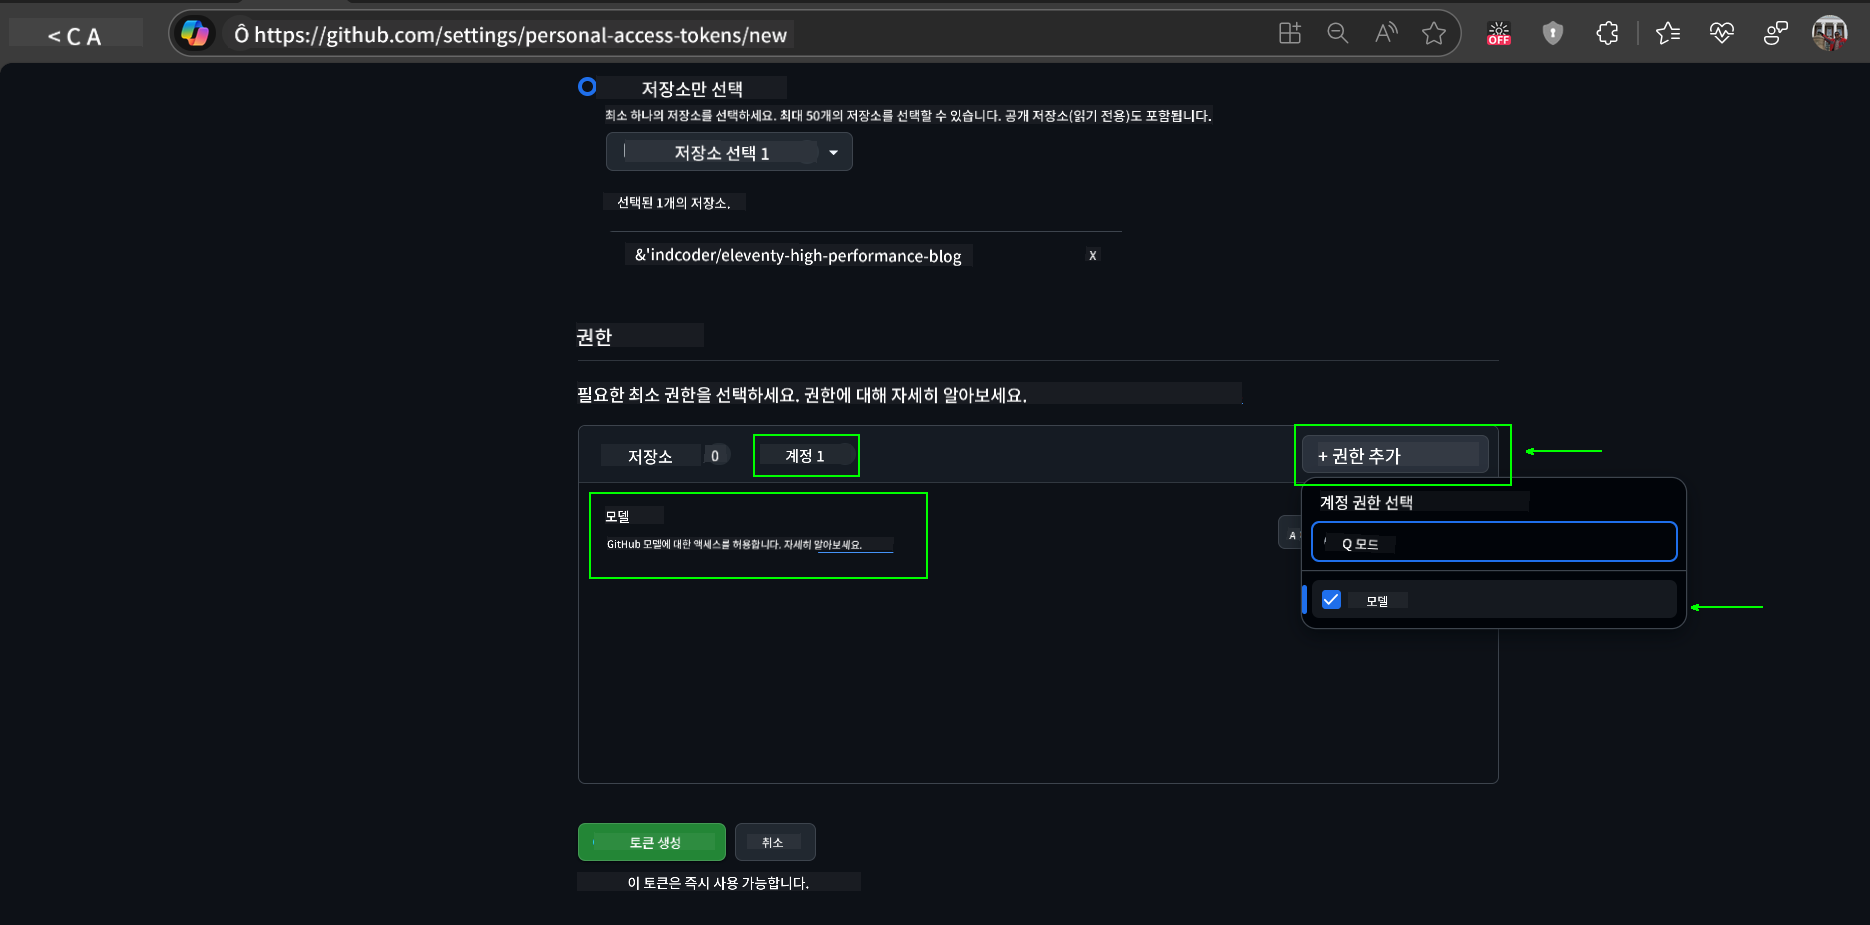 < C A
Ô https://github.com/settings/personal-access-tokens/new
OFF
저장소만 선택
최소 하나의 저장소를 선택하세요. 최대 50개의 저장소를 선택할 수 있습니다. 공개 저장소(읽기 전용)도 포함됩니다.
저장소 선택 1
선택된 1개의 저장소.
&'indcoder/eleventy-high-performance-blog
X
권한
필요한 최소 권한을 선택하세요. 권한에 대해 자세히 알아보세요.
저장소 0
계정 1
+ 권한 추가
계정 권한 선택
모델
GitHub 모델에 대한 액세스를 허용합니다. 자세히 알아보세요.
A
Q 모드
모델
토큰 생성
취소
이 토큰은 즉시 사용 가능합니다.